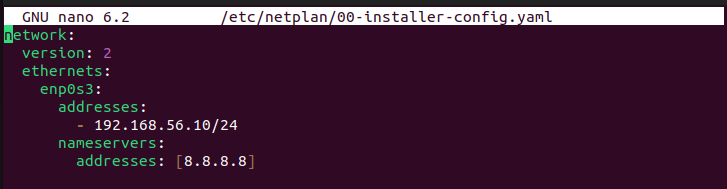 GNU nano 6.2 /etc/netplan/00-installer-config.yaml
network:
  version: 2
  ethernets:
    enp0s3:
      addresses:
        - 192.168.56.10/24
      nameservers:
        addresses: [8.8.8.8]